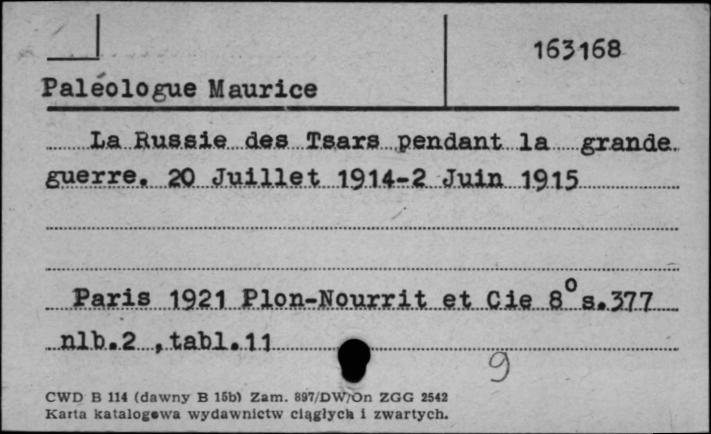 163168
Paléologue Maurice
La Russie des Tsars pendant la grande
guerre. 20 Juillet 1914-2 Juin 1915
Paris 1921 Plon-Nourrit et Cie 8° s.377
nlb.2 ,tabl.11
9
CWD B 114 (dawny B 15b) Zam. 897/DW/On ZGG 2542
Karta katalogowa wydawnictw ciągłych i zwartych.